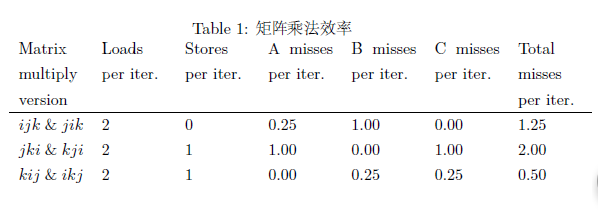 Table 1: 矩阵乘法效率
Matrix Loads Stores A misses B misses C misses Total
multiply per iter. per iter. per iter. per iter. per iter. misses
version per iter.
ijk & jik 2 0 0.25 1.00 0.00 1.25
jki & kji 2 1 1.00 0.00 1.00 2.00
kij & ikj 2 1 0.00 0.25 0.25 0.50